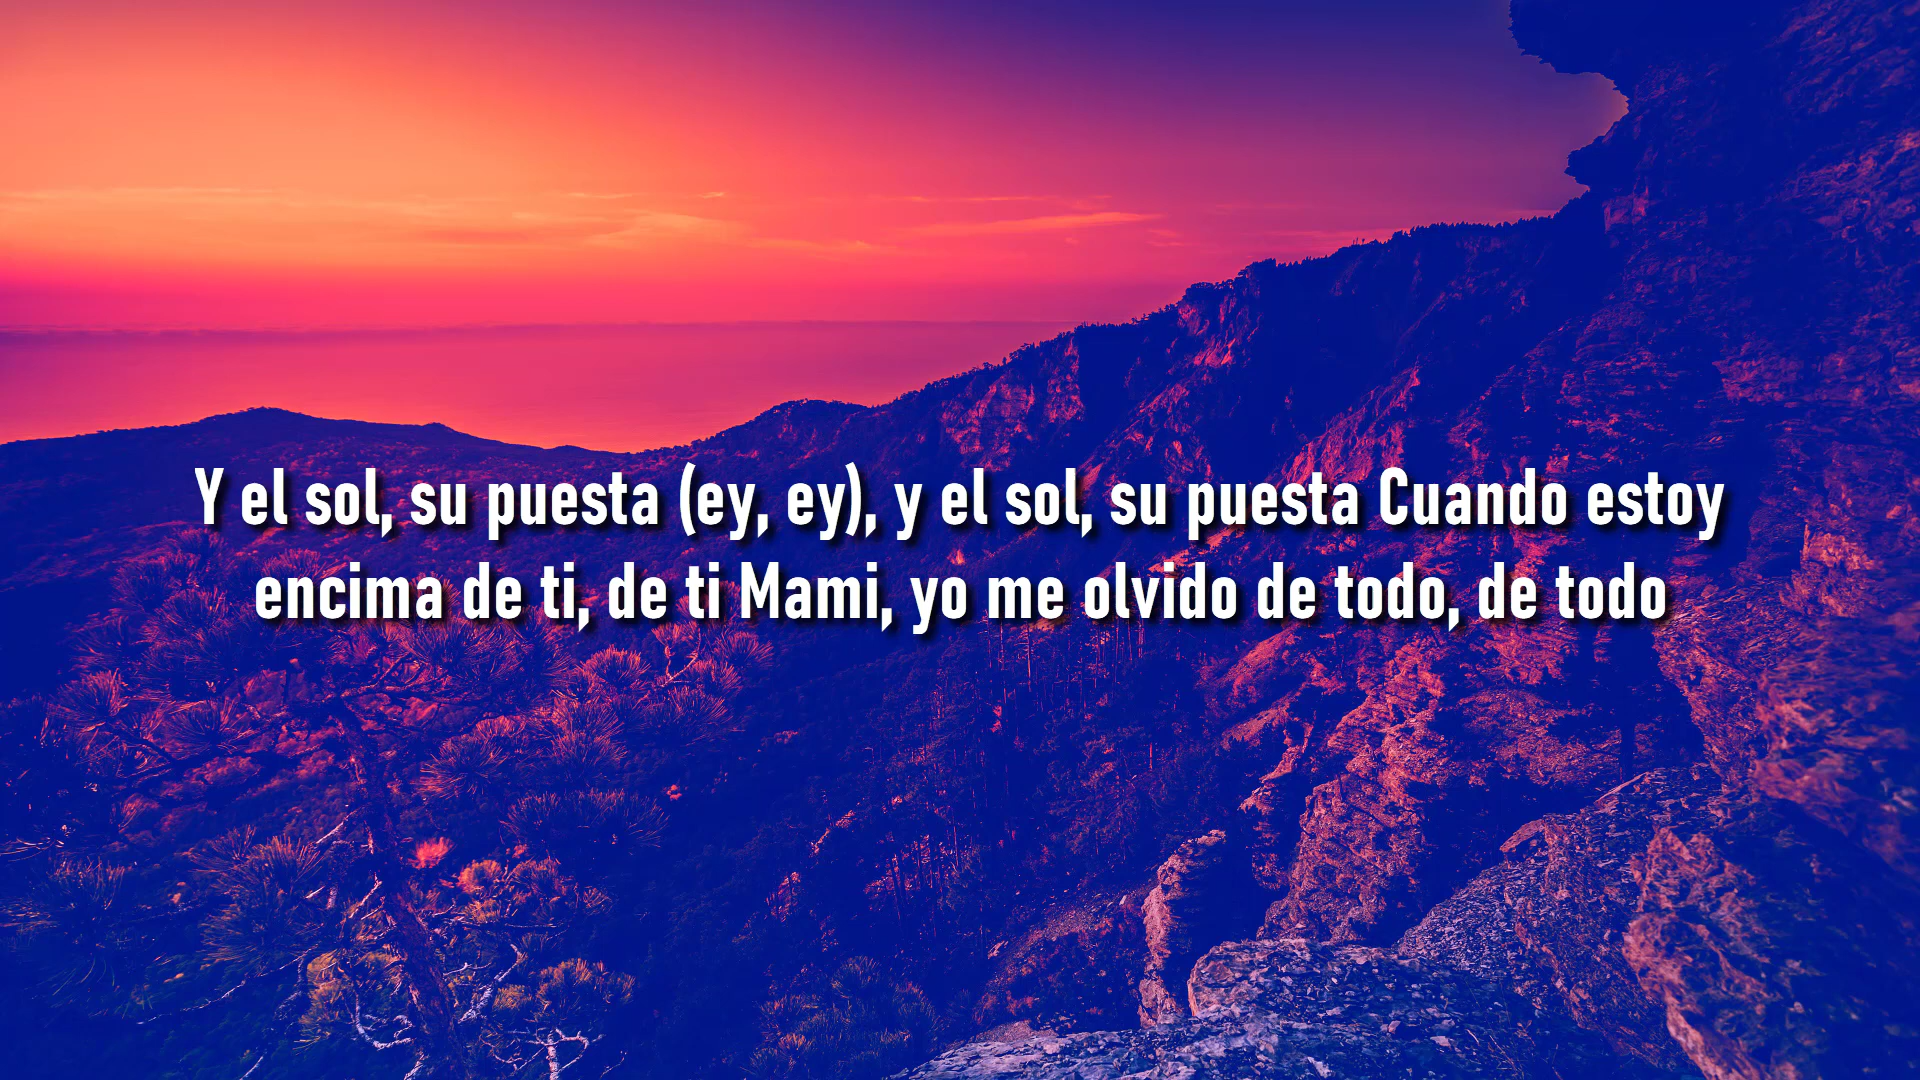 Y el sol, su puesta (ey, ey), y el sol, su puesta Cuando estoy
encima de ti, de ti Mami, yo me olvido de todo, de todo